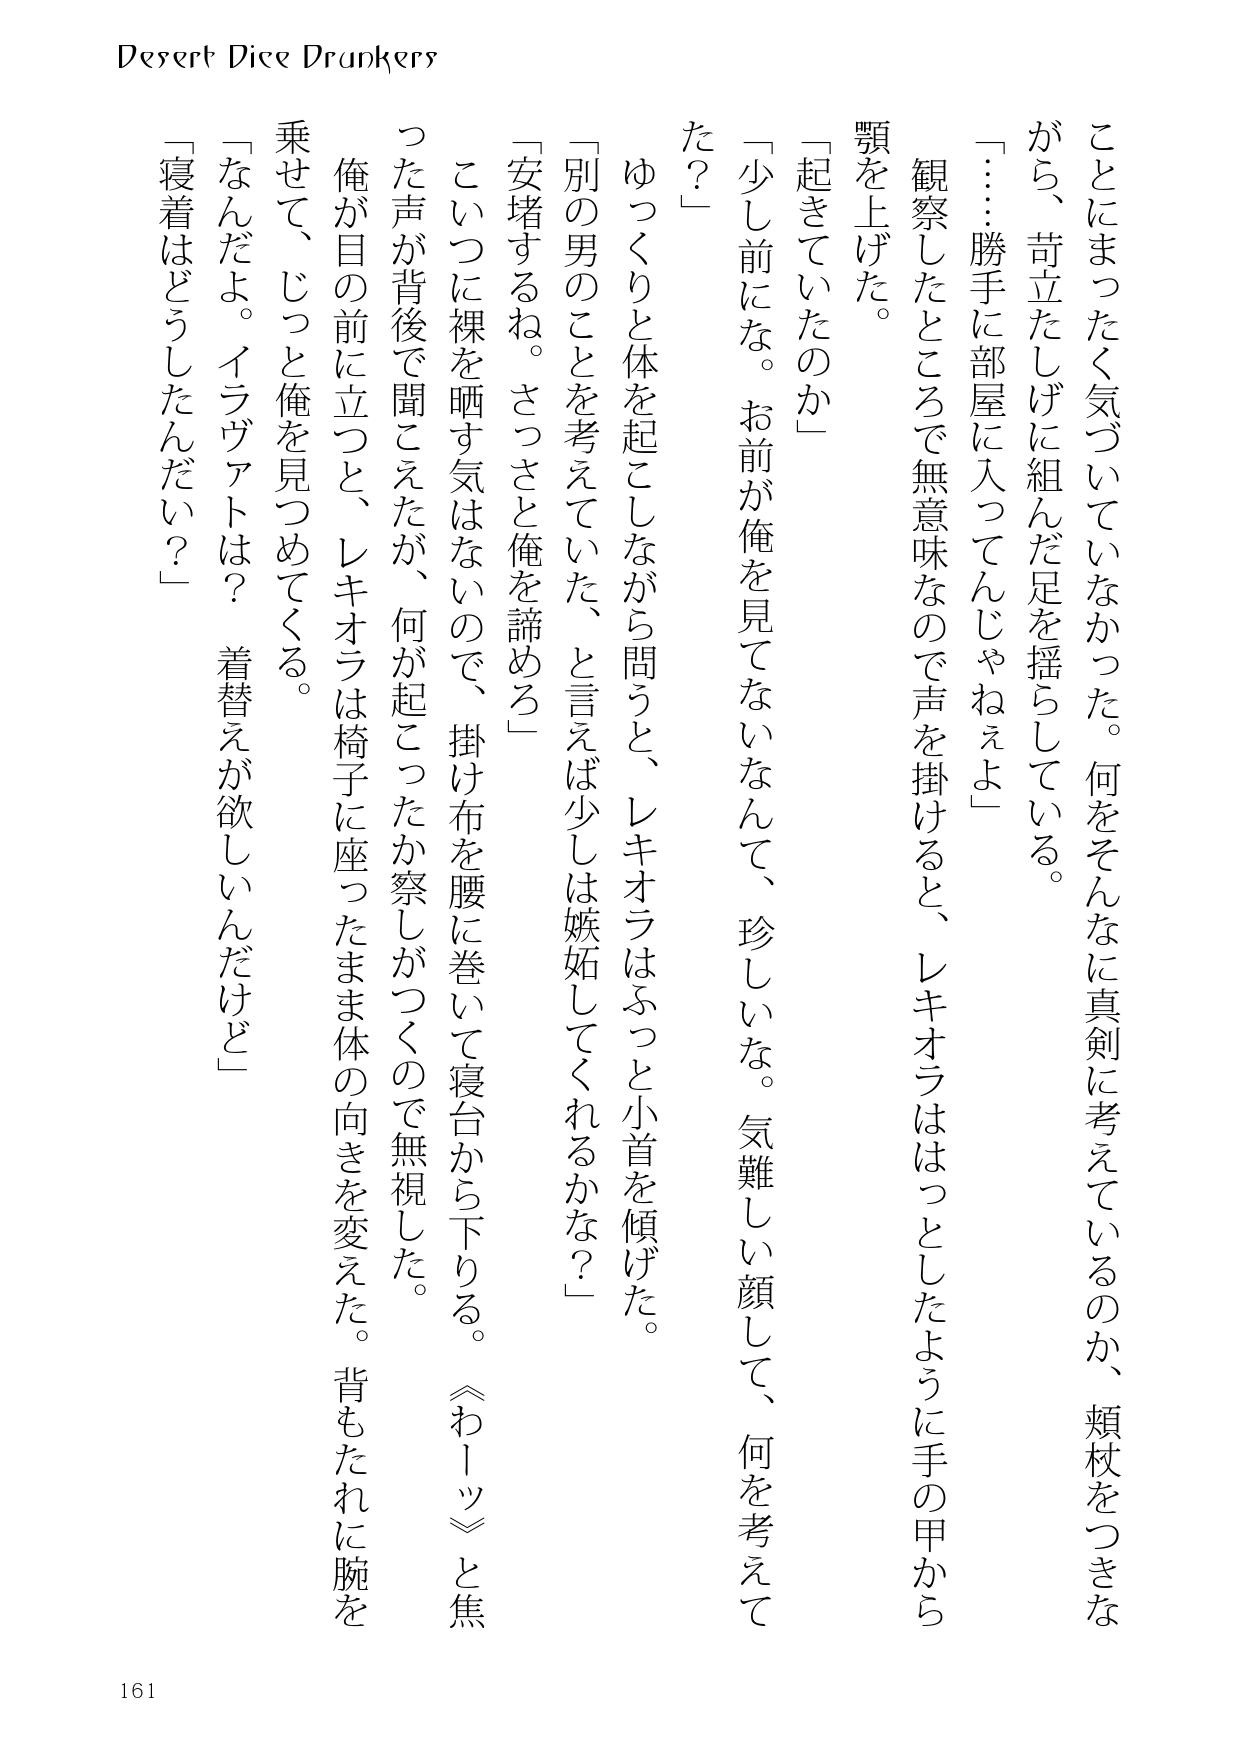 Desert Dice Drunkers
ことにまったく気づいていなかった。何をそんなに真剣に考えているのか、頬杖をつきな
がら、苛立たしげに組んだ足を揺らしている。
「……勝手に部屋に入ってんじゃねぇよ」
　観察したところで無意味なので声を掛けると、レキオラははっとしたように手の甲から
顎を上げた。
「起きていたのか」
「少し前にな。お前が俺を見てないなんて、珍しいな。気難しい顔して、何を考えて
た？」
　ゆっくりと体を起こしながら問うと、レキオラはふっと小首を傾げた。
「別の男のことを考えていた、と言えば少しは嫉妬してくれるかな？」
「安堵するね。さっさと俺を諦めろ」
　こいつに裸を晒す気はないので、掛け布を腰に巻いて寝台から下りる。《わーッ》と焦
った声が背後で聞こえたが、何が起こったか察しがつくので無視した。
　俺が目の前に立つと、レキオラは椅子に座ったまま体の向きを変えた。背もたれに腕を
乗せて、じっと俺を見つめてくる。
「なんだよ。イラヴァトは？　着替えが欲しいんだけど」
「寝着はどうしたんだい？」
161